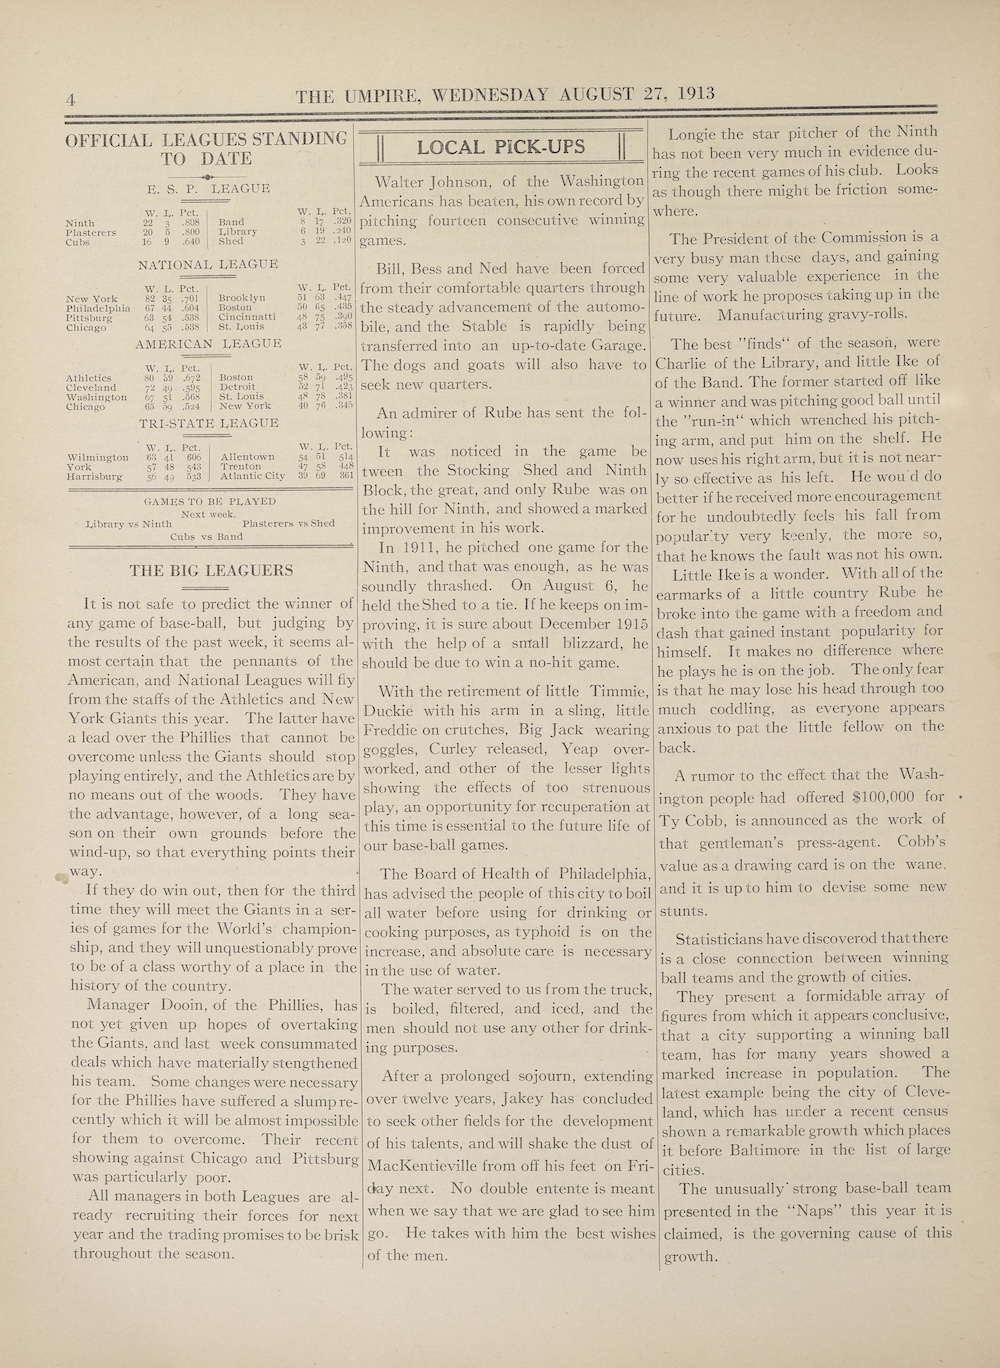 4
THE UMPIRE, WEDNESDAY AUGUST 27, 1913
OFFICIAL LEAGUES STANDING
TO DATE
E. S. P. LEAGUE
W. L. Pct. W. L. Pct.
Ninth 22 3 .808 Band 8 17 .320
Plasterers 20 5 .800 Library 6 19 .240
Cubs 16 9 .640 Shed 3 22 .120
NATIONAL LEAGUE
W. L. Pct. W. L. Pct.
New York 82 35 .701 Brooklyn 51 63 .447
Philadelphia 67 44 .604 Boston 50 65 .435
Pittsburg 63 54 .538 Cincinnatti 48 75 .390
Chicago 64 55 .538 St. Louis 43 77 .358
AMERICAN LEAGUE
W. L. Pct. W. L. Pct.
Athletics 80 39 .672 Boston 58 59 .495
Cleveland 72 49 .595 Detroit 52 71 .423
Washington 67 51 .568 St. Louis 48 78 .381
Chicago 65 59 .524 New York 40 76 .345
TRI-STATE LEAGUE
W. L. Pct. W. L. Pct.
Wilmington 63 41 606 Allentown 54 51 514
York 57 48 543 Trenton 47 58 448
Harrisburg 56 49 533 Atlantic City 39 69 361
GAMES TO BE PLAYED
Next week.
Library vs Ninth Plasterers vs Shed
Cubs vs Band
THE BIG LEAGUERS
It is not safe to predict the winner of
any game of base-ball, but judging by
the results of the past week, it seems al-
most certain that the pennants of the
American, and National Leagues will fly
from the staffs of the Athletics and New
York Giants this year. The latter have
a lead over the Phillies that cannot be
overcome unless the Giants should stop
playing entirely, and the Athletics are by
no means out of the woods. They have
the advantage, however, of a long sea-
son on their own grounds before the
wind-up, so that everything points their
way.
If they do win out, then for the third
time they will meet the Giants in a ser-
ies of games for the World's champion-
ship, and they will unquestionably prove
to be of a class worthy of a place in the
history of the country.
Manager Dooin, of the Phillies, has
not yet given up hopes of overtaking
the Giants, and last week consummated
deals which have materially stengthened
his team. Some changes were necessary
for the Phillies have suffered a slump re-
cently which it will be almost impossible
for them to overcome. Their recent
showing against Chicago and Pittsburg
was particularly poor.
All managers in both Leagues are al-
ready recruiting their forces for next
year and the trading promises to be brisk
throughout the season.
LOCAL PICK-UPS
Walter Johnson, of the Washington
Americans has beaten, his own record by
pitching fourteen consecutive winning
games.
Bill, Bess and Ned have been forced
from their comfortable quarters through
the steady advancement of the automo-
bile, and the Stable is rapidly being
transferred into an up-to-date Garage.
The dogs and goats will also have to
seek new quarters.
An admirer of Rube has sent the fol-
lowing:
It was noticed in the game be
tween the Stocking Shed and Ninth
Block, the great, and only Rube was on
the hill for Ninth, and showed a marked
improvement in his work.
In 1911, he pitched one game for the
Ninth, and that was enough, as he was
soundly thrashed. On August 6, he
held the Shed to a tie. If he keeps on im-
proving, it is sure about December 1915
with the help of a small blizzard, he
should be due to win a no-hit game.
With the retirement of little Timmie,
Duckie with his arm in a sling, little
Freddie on crutches, Big Jack wearing
goggles, Curley released, Yeap over-
worked, and other of the lesser lights
showing the effects of too strenuous
play, an opportunity for recuperation at
this time is essential to the future life of
our base-ball games.
The Board of Health of Philadelphia,
has advised the people of this city to boil
all water before using for drinking or
cooking purposes, as typhoid is on the
increase, and absolute care is necessary
in the use of water.
The water served to us from the truck,
is boiled, filtered, and iced, and the
men should not use any other for drink-
ing purposes.
After a prolonged sojourn, extending
over twelve years, Jakey has concluded
to seek other fields for the development
of his talents, and will shake the dust of
MacKentieville from off his feet on Fri-
day next. No double entente is meant
when we say that we are glad to see him
go. He takes with him the best wishes
of the men.
Longie the star pitcher of the Ninth
has not been very much in evidence du-
ring the recent games of his club. Looks
as though there might be friction some-
where.
The President of the Commission is a
very busy man these days, and gaining
some very valuable experience in the
line of work he proposes taking up in the
future. Manufacturing gravy-rolls.
The best "finds" of the season, were
Charlie of the Library, and little Ike of
of the Band. The former started off like
a winner and was pitching good ball until
the "run-in" which wrenched his pitch-
ing arm, and put him on the shelf. He
now uses his right arm, but it is not near-
ly so effective as his left. He wou'd do
better if he received more encouragement
for he undoubtedly feels his fall from
popularity very keenly, the more so,
that he knows the fault was not his own.
Little Ike is a wonder. With all of the
earmarks of a little country Rube he
broke into the game with a freedom and
dash that gained instant popularity for
himself. It makes no difference where
he plays he is on the job. The only fear
is that he may lose his head through too
much coddling, as everyone appears
anxious to pat the little fellow on the
back.
A rumor to the effect that the Wash-
ington people had offered $100,000 for
Ty Cobb, is announced as the work of
that gentleman's press-agent. Cobb's
value as a drawing card is on the wane,
and it is up to him to devise some new
stunts.
Statisticians have discoverod that there
is a close connection between winning
ball teams and the growth of cities.
They present a formidable array of
figures from which it appears conclusive,
that a city supporting a winning ball
team, has for many years showed a
marked increase in population. The
latest example being the city of Cleve-
land, which has under a recent census
shown a remarkable growth which places
it before Baltimore in the list of large
cities.
The unusually strong base-ball team
presented in the "Naps" this year it is
claimed, is the governing cause of this
growth.